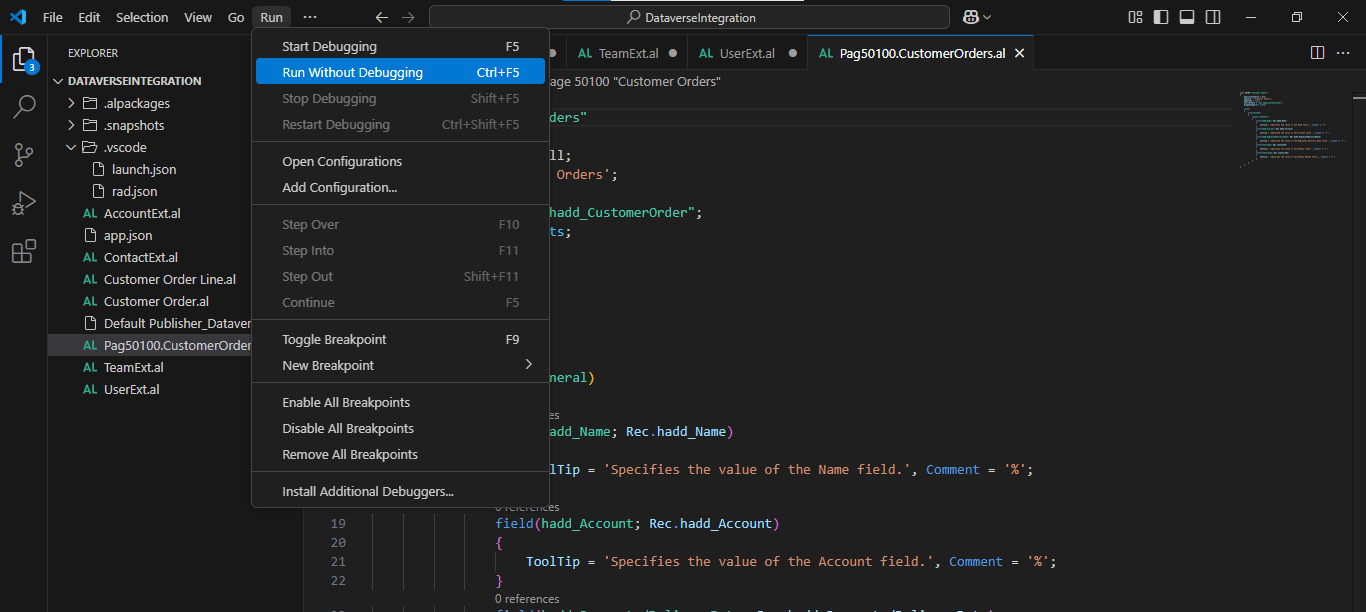 File Edit Selection View Go Run ··· DataverseIntegration
EXPLORER
DATAVERSEINTEGRATION
.alpackages
.snapshots
.vscode
launch.json
rad.json
AL AccountExt.al
app.json
AL ContactExt.al
AL Customer Order Line.al
AL Customer Order.al
Default Publisher_Dataver
AL Pag50100.CustomerOrder
AL TeamExt.al
AL UserExt.al
3
Start Debugging F5
Run Without Debugging Ctrl+F5
Stop Debugging Shift+F5
Restart Debugging Ctrl+Shift+F5
Open Configurations
Add Configuration...
Step Over F10
Step Into F11
Step Out Shift+F11
Continue F5
Toggle Breakpoint F9
New Breakpoint
Enable All Breakpoints
Disable All Breakpoints
Remove All Breakpoints
Install Additional Debuggers...
AL TeamExt.al AL UserExt.al AL Pag50100.CustomerOrders.al
age 50100 "Customer Orders"
ders"
ll;
Orders';
hadd_CustomerOrder";
ts;
neral)
es
add_Name; Rec.hadd_Name)
lTip = 'Specifies the value of the Name field.', Comment = '%';
0 references
19 field(hadd_Account; Rec.hadd_Account)
20 {
21 ToolTip = 'Specifies the value of the Account field.', Comment = '%';
22 }
0 references